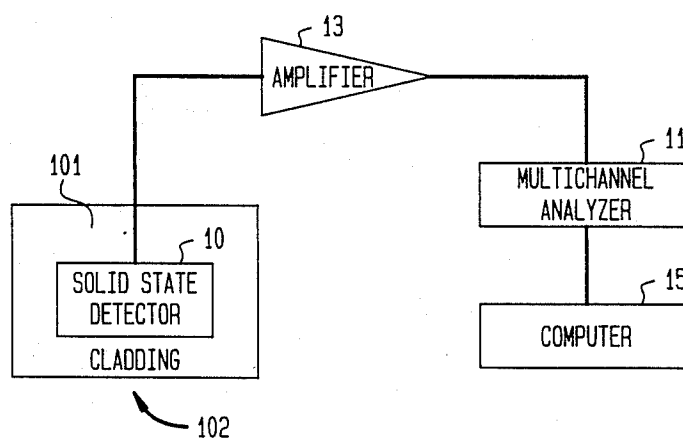 13
AMPLIFIER
11
MULTICHANNEL
ANALYZER
101
10
SOLID STATE
DETECTOR
CLADDING
102
15
COMPUTER